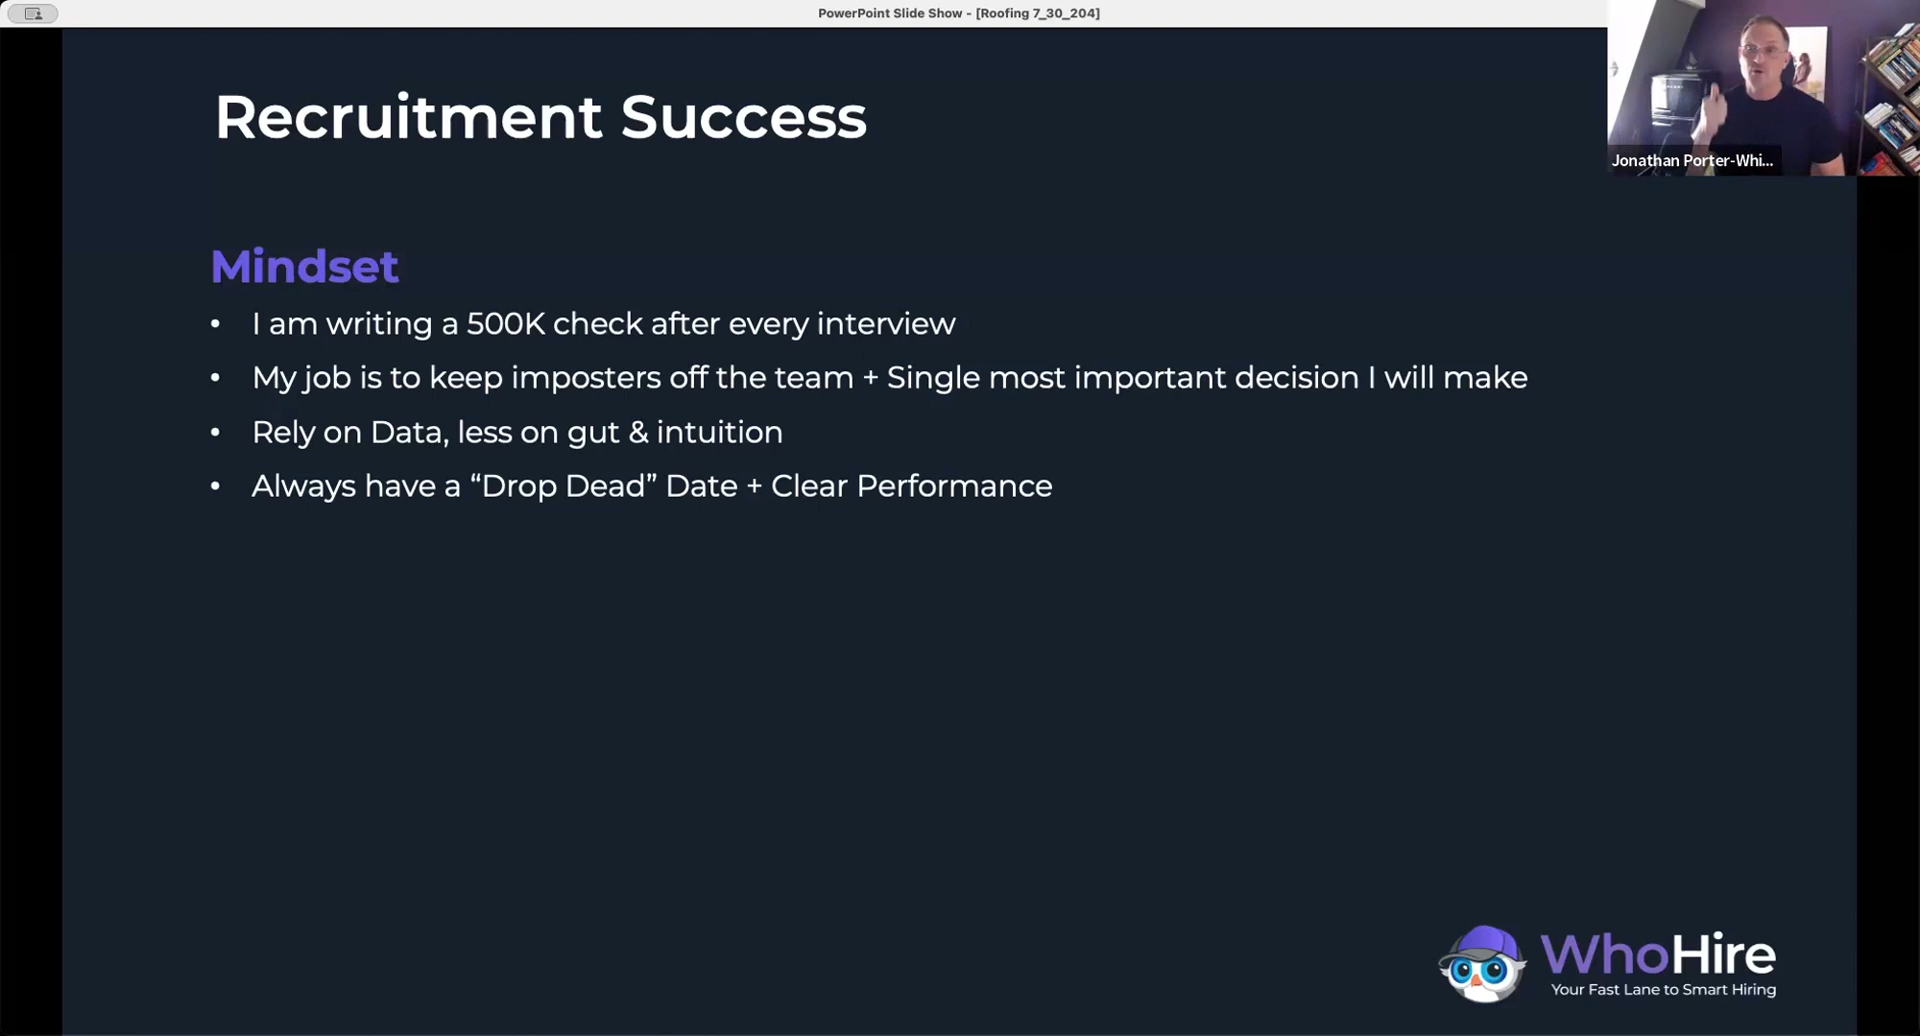 PowerPoint Slide Show - [Roofing 7_30_204]
Jonathan Porter-Whi...
Recruitment Success
Mindset
• I am writing a 500K check after every interview
• My job is to keep imposters off the team + Single most important decision I will make
• Rely on Data, less on gut & intuition
• Always have a “Drop Dead” Date + Clear Performance
WhoHire
Your Fast Lane to Smart Hiring